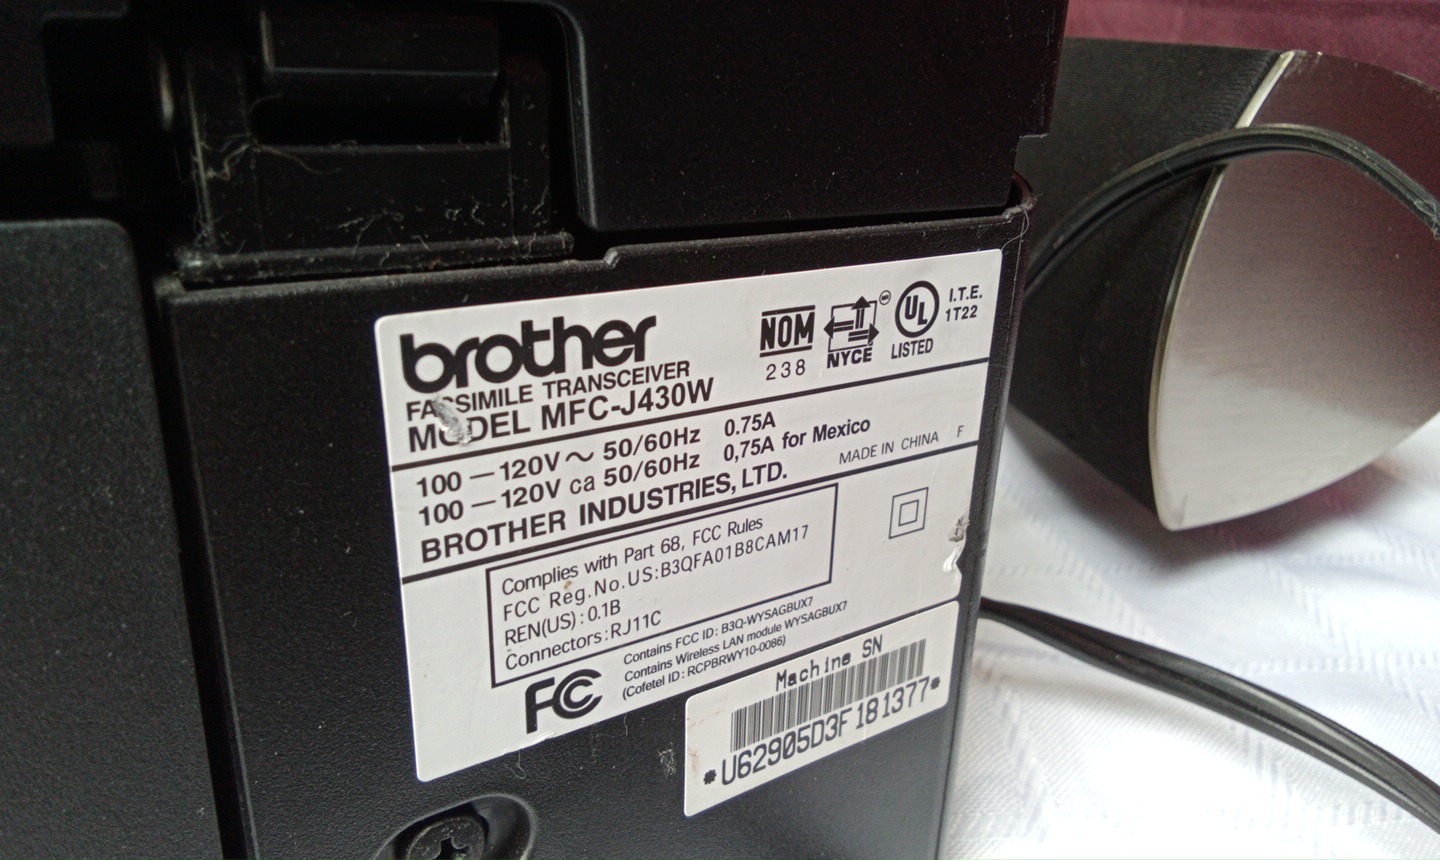 brother
FACSIMILE TRANSCEIVER
MODEL MFC-J430W
NOM
238
NYCE
UL
LISTED
I.T.E.
1T22
100 — 120V ~ 50/60Hz 0.75A
100 — 120V ca 50/60Hz 0,75A for Mexico
BROTHER INDUSTRIES, LTD.
MADE IN CHINA F
Complies with Part 68, FCC Rules
FCC Reg.No.US:B3QFA01B8CAM17
REN(US) : 0.1B
Connectors : RJ11C
FC
Contains FCC ID : B3Q-WYSAGBUX7
Contains Wireless LAN module WYSAGBUX7
(Cofetel ID : RCPBRWY10-0086)
Machine SN
*U62905D3F181377*